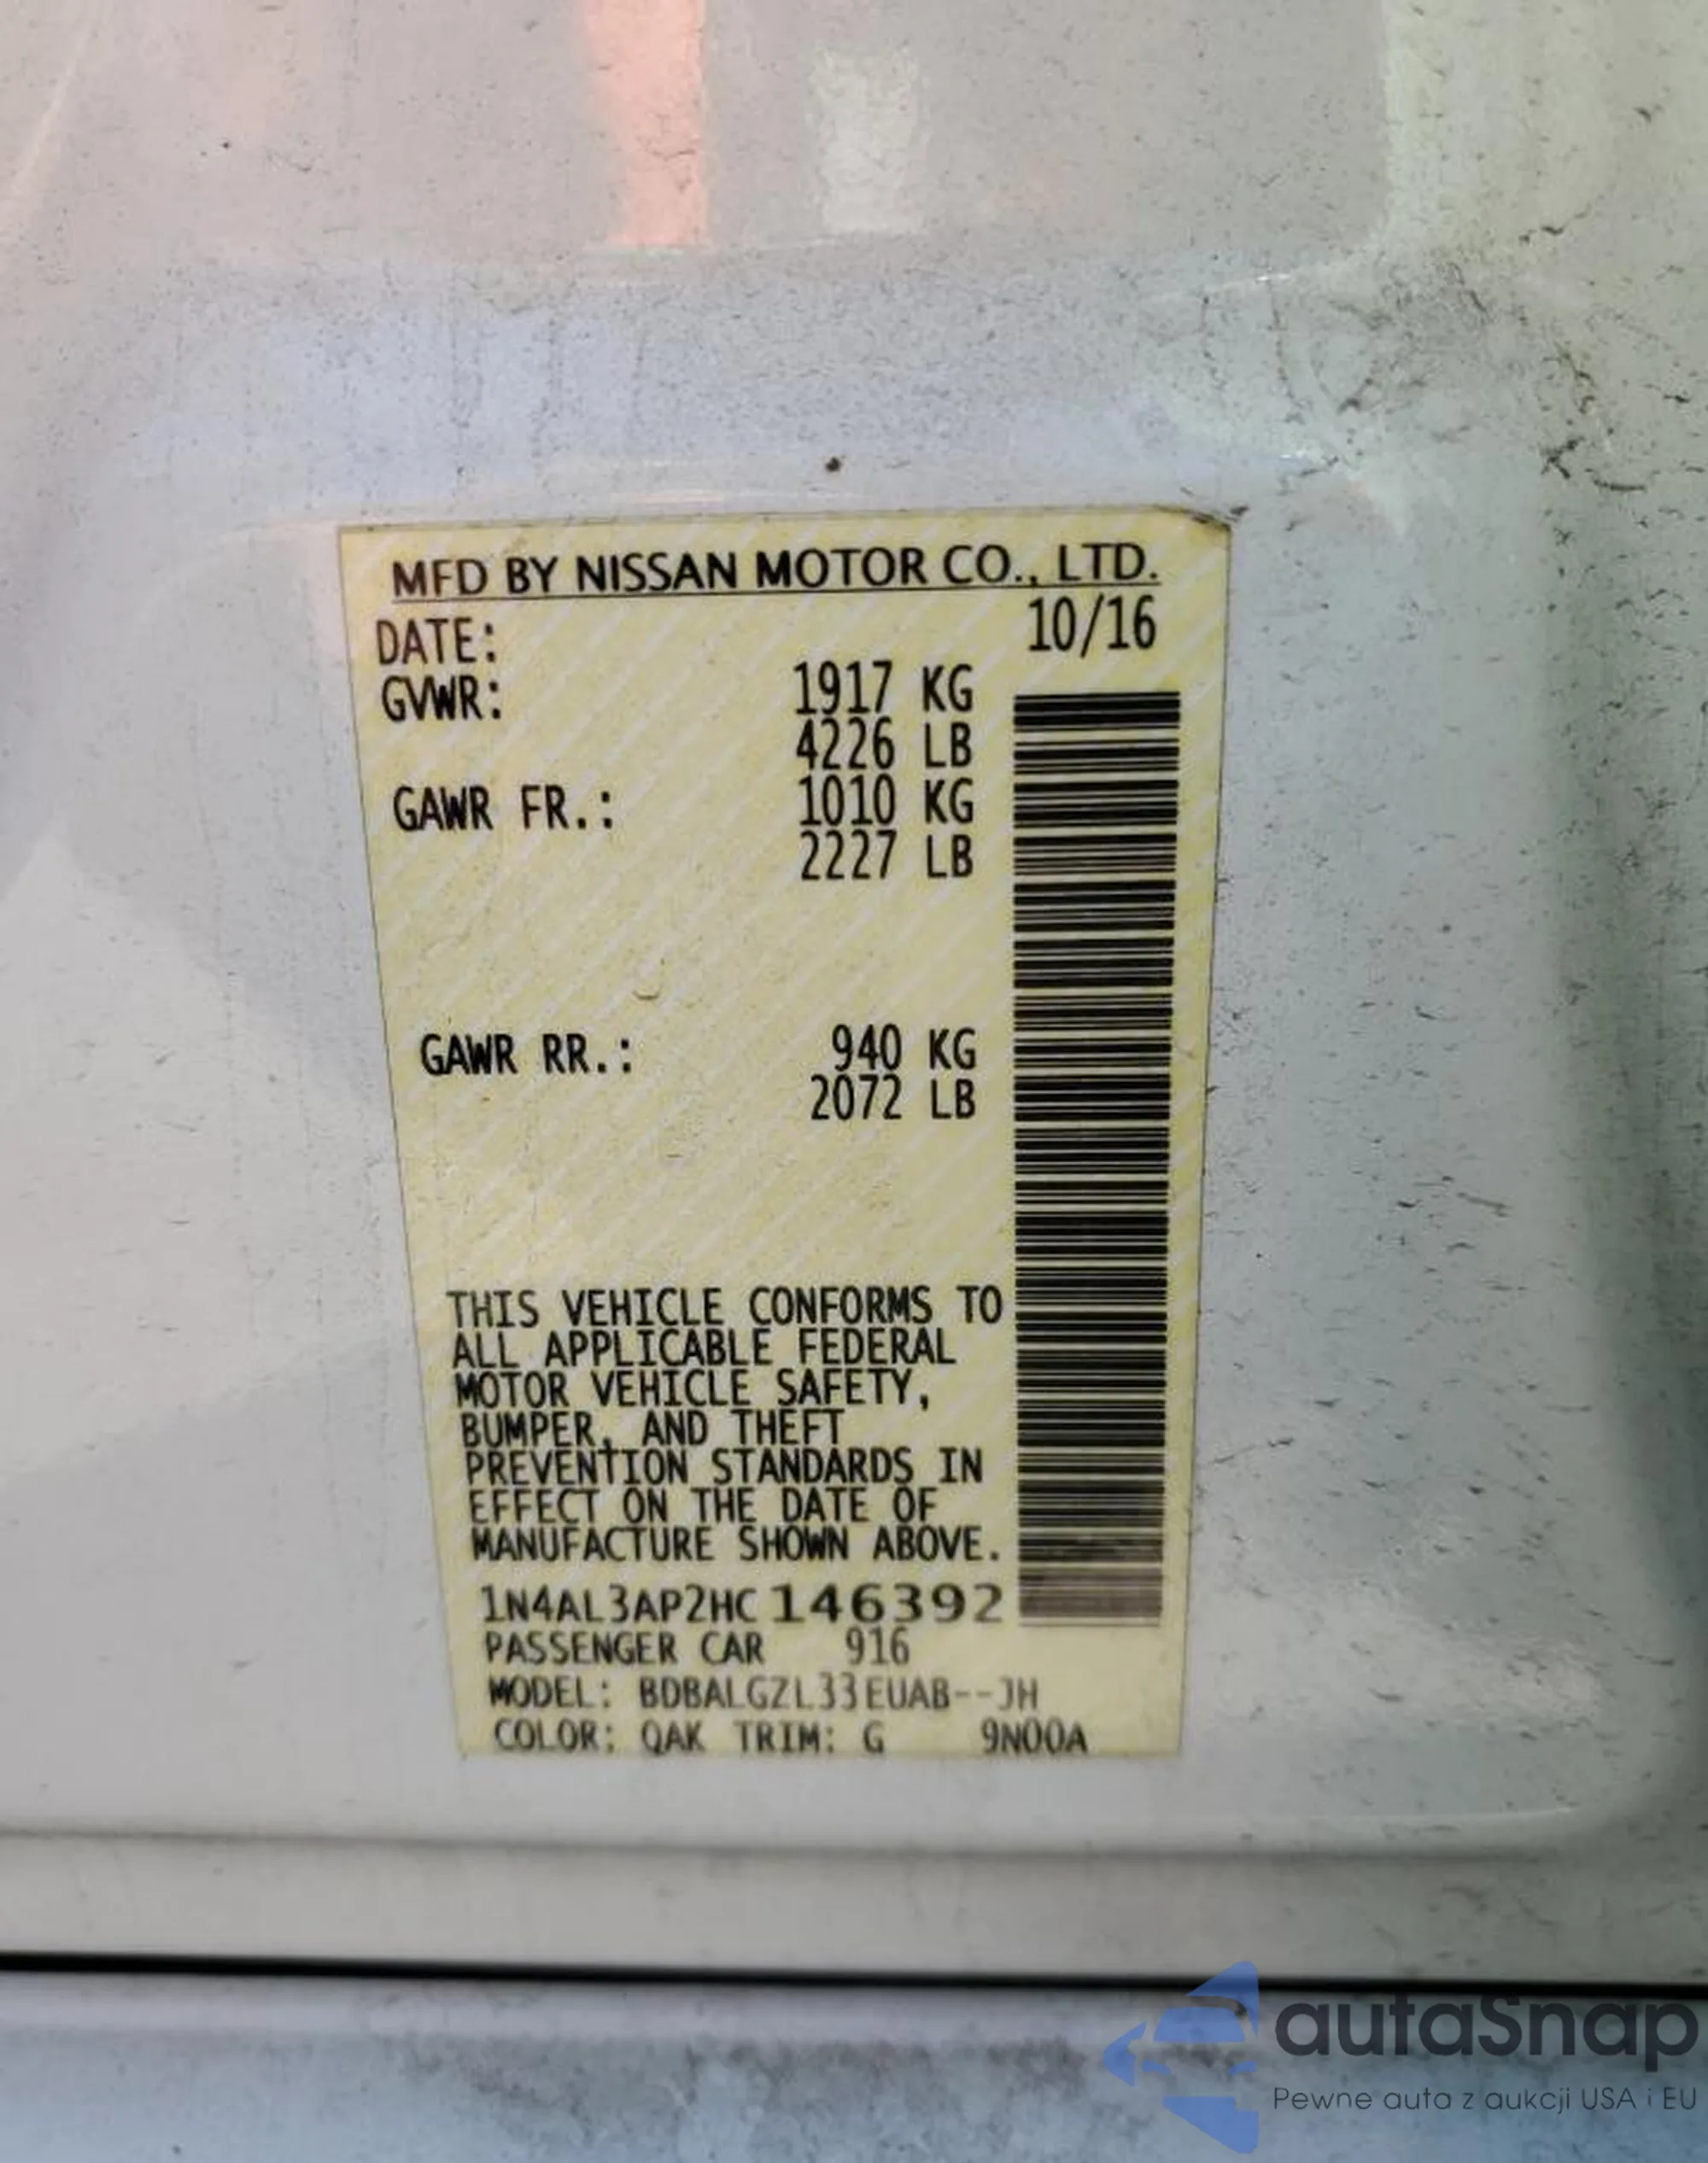 MFD BY NISSAN MOTOR CO., LTD.
DATE: 10/16
GVWR: 1917 KG
4226 LB
GAWR FR.: 1010 KG
2227 LB
GAWR RR.: 940 KG
2072 LB
THIS VEHICLE CONFORMS TO
ALL APPLICABLE FEDERAL
MOTOR VEHICLE SAFETY,
BUMPER, AND THEFT
PREVENTION STANDARDS IN
EFFECT ON THE DATE OF
MANUFACTURE SHOWN ABOVE.
1N4AL3AP2HC146392
PASSENGER CAR 916
MODEL: BDBALGZL33EUAB--JH
COLOR: QAK TRIM: G 9N00A
autaSnap
Pewne auta z aukcji USA i EU